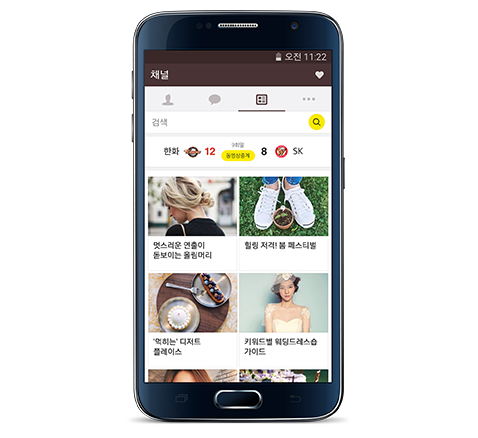 오전 11:22
채널
검색
한화 12 9회말 8 SK
동영상중계
멋스러운 연출이
돋보이는 올림머리
힐링 저격! 봄 페스티벌
'먹히는' 디저트
플레이스
키워드별 웨딩드레스숍
가이드